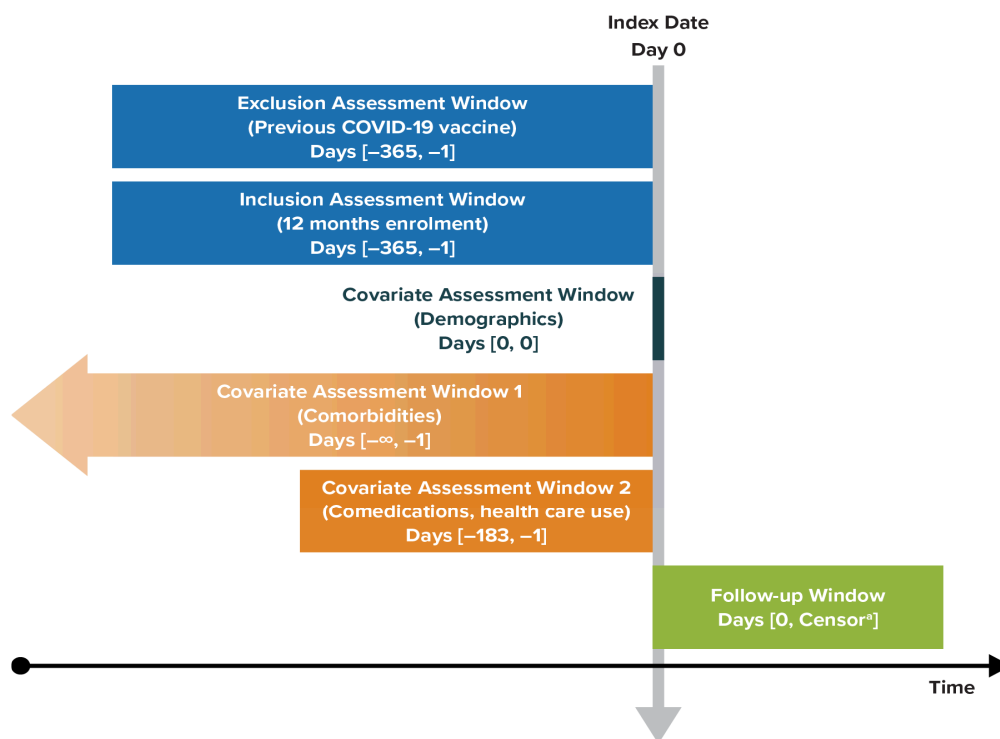 Index Date
Day 0
Exclusion Assessment Window
(Previous COVID-19 vaccine)
Days [–365, –1]
Inclusion Assessment Window
(12 months enrolment)
Days [–365, –1]
Covariate Assessment Window
(Demographics)
Days [0, 0]
Covariate Assessment Window 1
(Comorbidities)
Days [–∞, –1]
Covariate Assessment Window 2
(Comedications, health care use)
Days [–183, –1]
Follow-up Window
Days [0, Censorᵃ]
Time